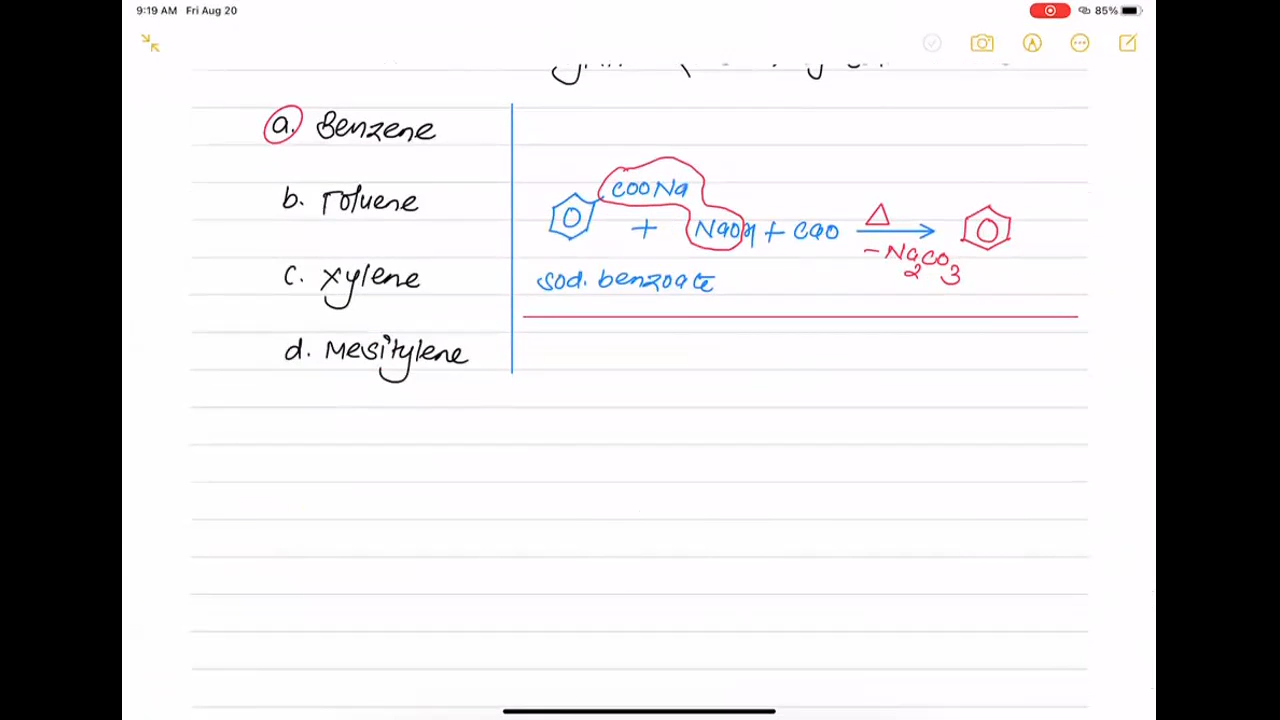 9:19 AM Fri Aug 20
85%
a. Benzene
b. Toluene
c. xylene
d. Mesitylene
COONa
+ NaOH + CaO △ → 
sod. benzoate
- Na2CO3